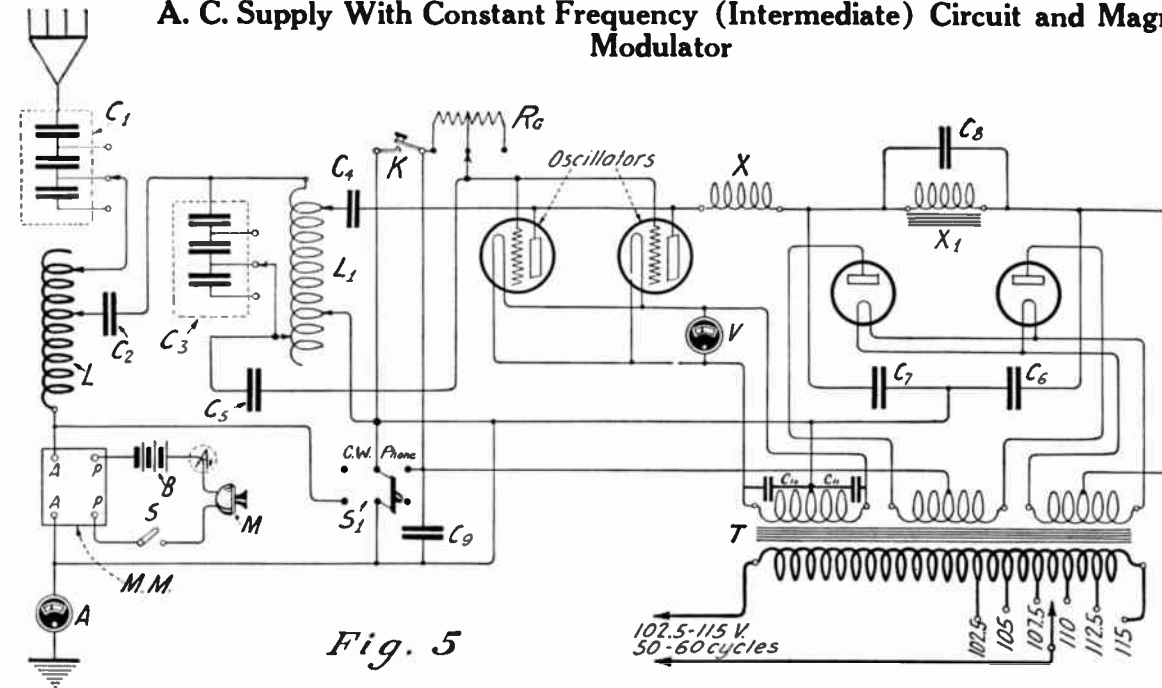 A. C. Supply With Constant Frequency (Intermediate) Circuit and Magn
Modulator
C1
RG
C8
K
Oscillators
X
C4
X1
L1
C3
C2
V
L
C7
C6
C5
C.W. Phone
A P
B
A
C10 C11
A P
S
M
S1'
C9
T
M.M.
A
Fig. 5
102.5-115 V.
50-60 cycles
102.5
105
107.5
110
112.5
115